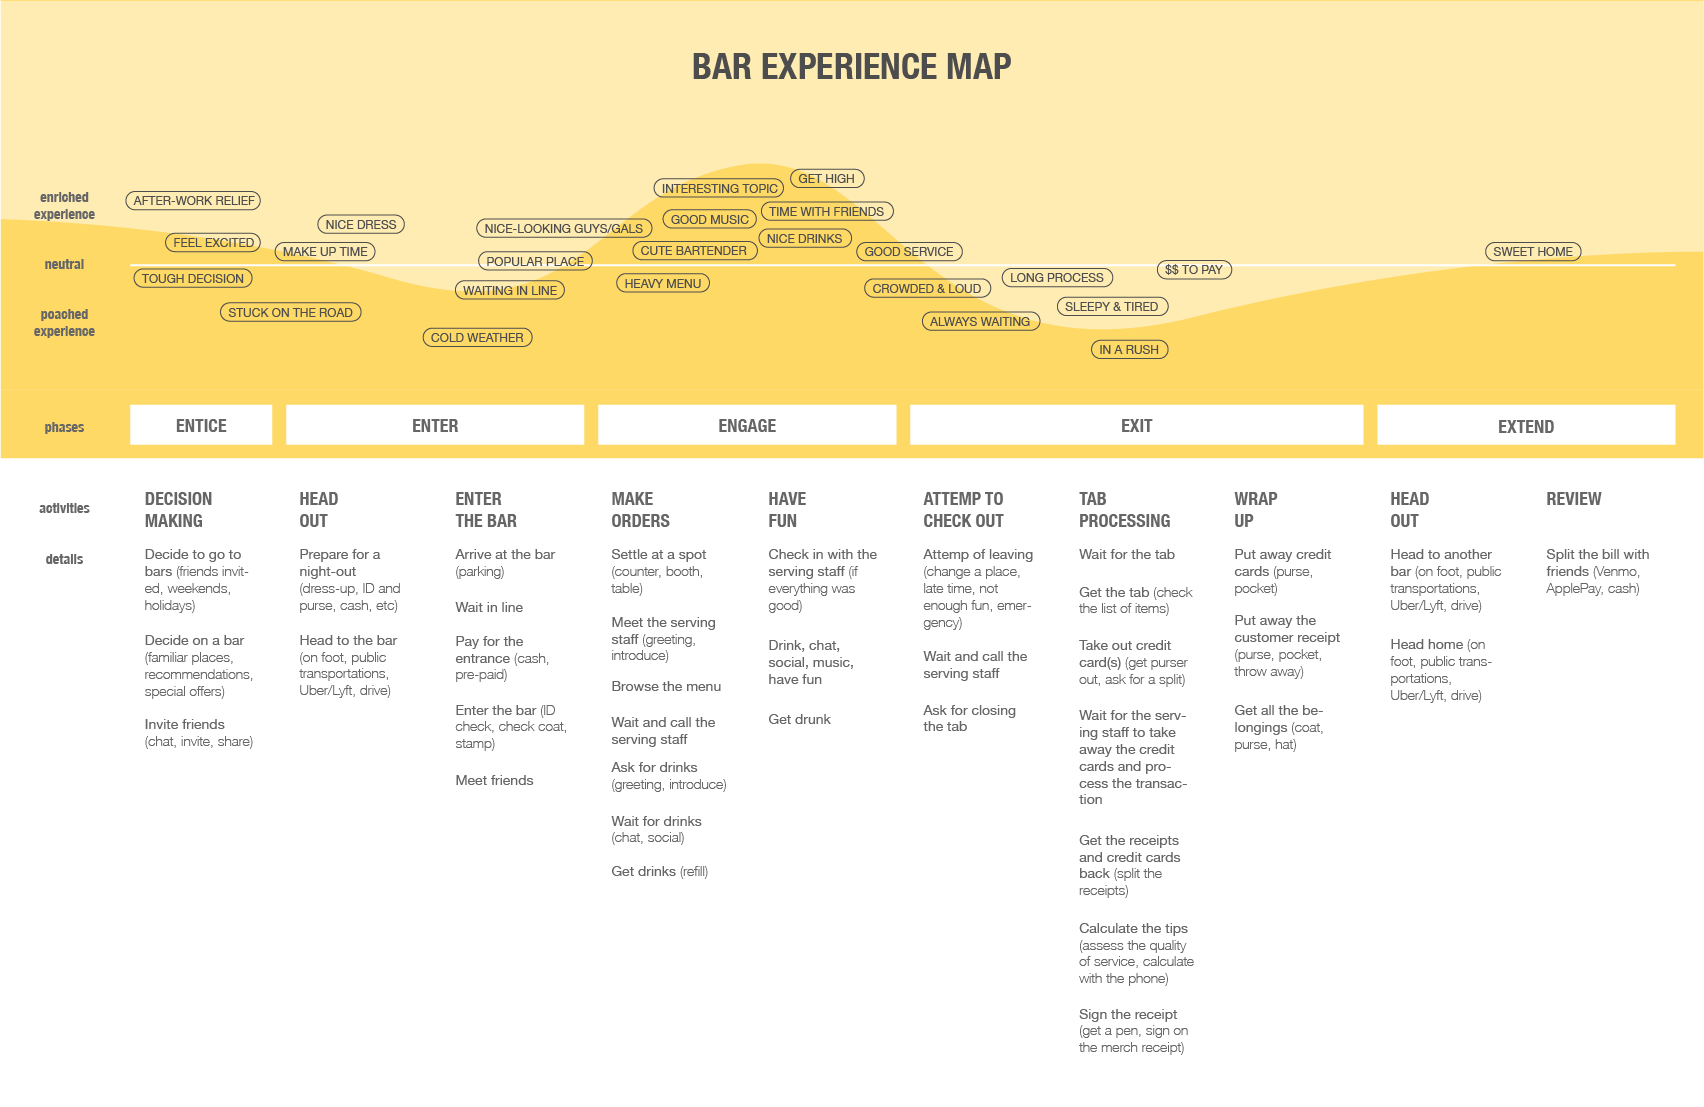 BAR EXPERIENCE MAP
enriched
experience
neutral
poached
experience
AFTER-WORK RELIEF
FEEL EXCITED
TOUGH DECISION
STUCK ON THE ROAD
NICE DRESS
MAKE UP TIME
NICE-LOOKING GUYS/GALS
POPULAR PLACE
WAITING IN LINE
COLD WEATHER
INTERESTING TOPIC
GET HIGH
GOOD MUSIC
TIME WITH FRIENDS
CUTE BARTENDER
NICE DRINKS
HEAVY MENU
GOOD SERVICE
CROWDED & LOUD
ALWAYS WAITING
LONG PROCESS
$$ TO PAY
SLEEPY & TIRED
IN A RUSH
SWEET HOME
phases
ENTICE
ENTER
ENGAGE
EXIT
EXTEND
activities
details
DECISION
MAKING
Decide to go to
bars (friends invit-
ed, weekends,
holidays)
Decide on a bar
(familiar places,
recommendations,
special offers)
Invite friends
(chat, invite, share)
HEAD
OUT
Prepare for a
night-out
(dress-up, ID and
purse, cash, etc)
Head to the bar
(on foot, public
transportations,
Uber/Lyft, drive)
ENTER
THE BAR
Arrive at the bar
(parking)
Wait in line
Pay for the
entrance (cash,
pre-paid)
Enter the bar (ID
check, check coat,
stamp)
Meet friends
MAKE
ORDERS
Settle at a spot
(counter, booth,
table)
Meet the serving
staff (greeting,
introduce)
Browse the menu
Wait and call the
serving staff
Ask for drinks
(greeting, introduce)
Wait for drinks
(chat, social)
Get drinks (refill)
HAVE
FUN
Check in with the
serving staff (if
everything was
good)
Drink, chat,
social, music,
have fun
Get drunk
ATTEMP TO
CHECK OUT
Attemp of leaving
(change a place,
late time, not
enough fun, emer-
gency)
Wait and call the
serving staff
Ask for closing
the tab
TAB
PROCESSING
Wait for the tab
Get the tab (check
the list of items)
Take out credit
card(s) (get purser
out, ask for a split)
Wait for the serv-
ing staff to take
away the credit
cards and pro-
cess the transac-
tion
Get the receipts
and credit cards
back (split the
receipts)
Calculate the tips
(assess the quality
of service, calculate
with the phone)
Sign the receipt
(get a pen, sign on
the merch receipt)
WRAP
UP
Put away credit
cards (purse,
pocket)
Put away the
customer receipt
(purse, pocket,
throw away)
Get all the be-
longings (coat,
purse, hat)
HEAD
OUT
Head to another
bar (on foot, public
transportations,
Uber/Lyft, drive)
Head home (on
foot, public trans-
portations,
Uber/Lyft, drive)
REVIEW
Split the bill with
friends (Venmo,
ApplePay, cash)